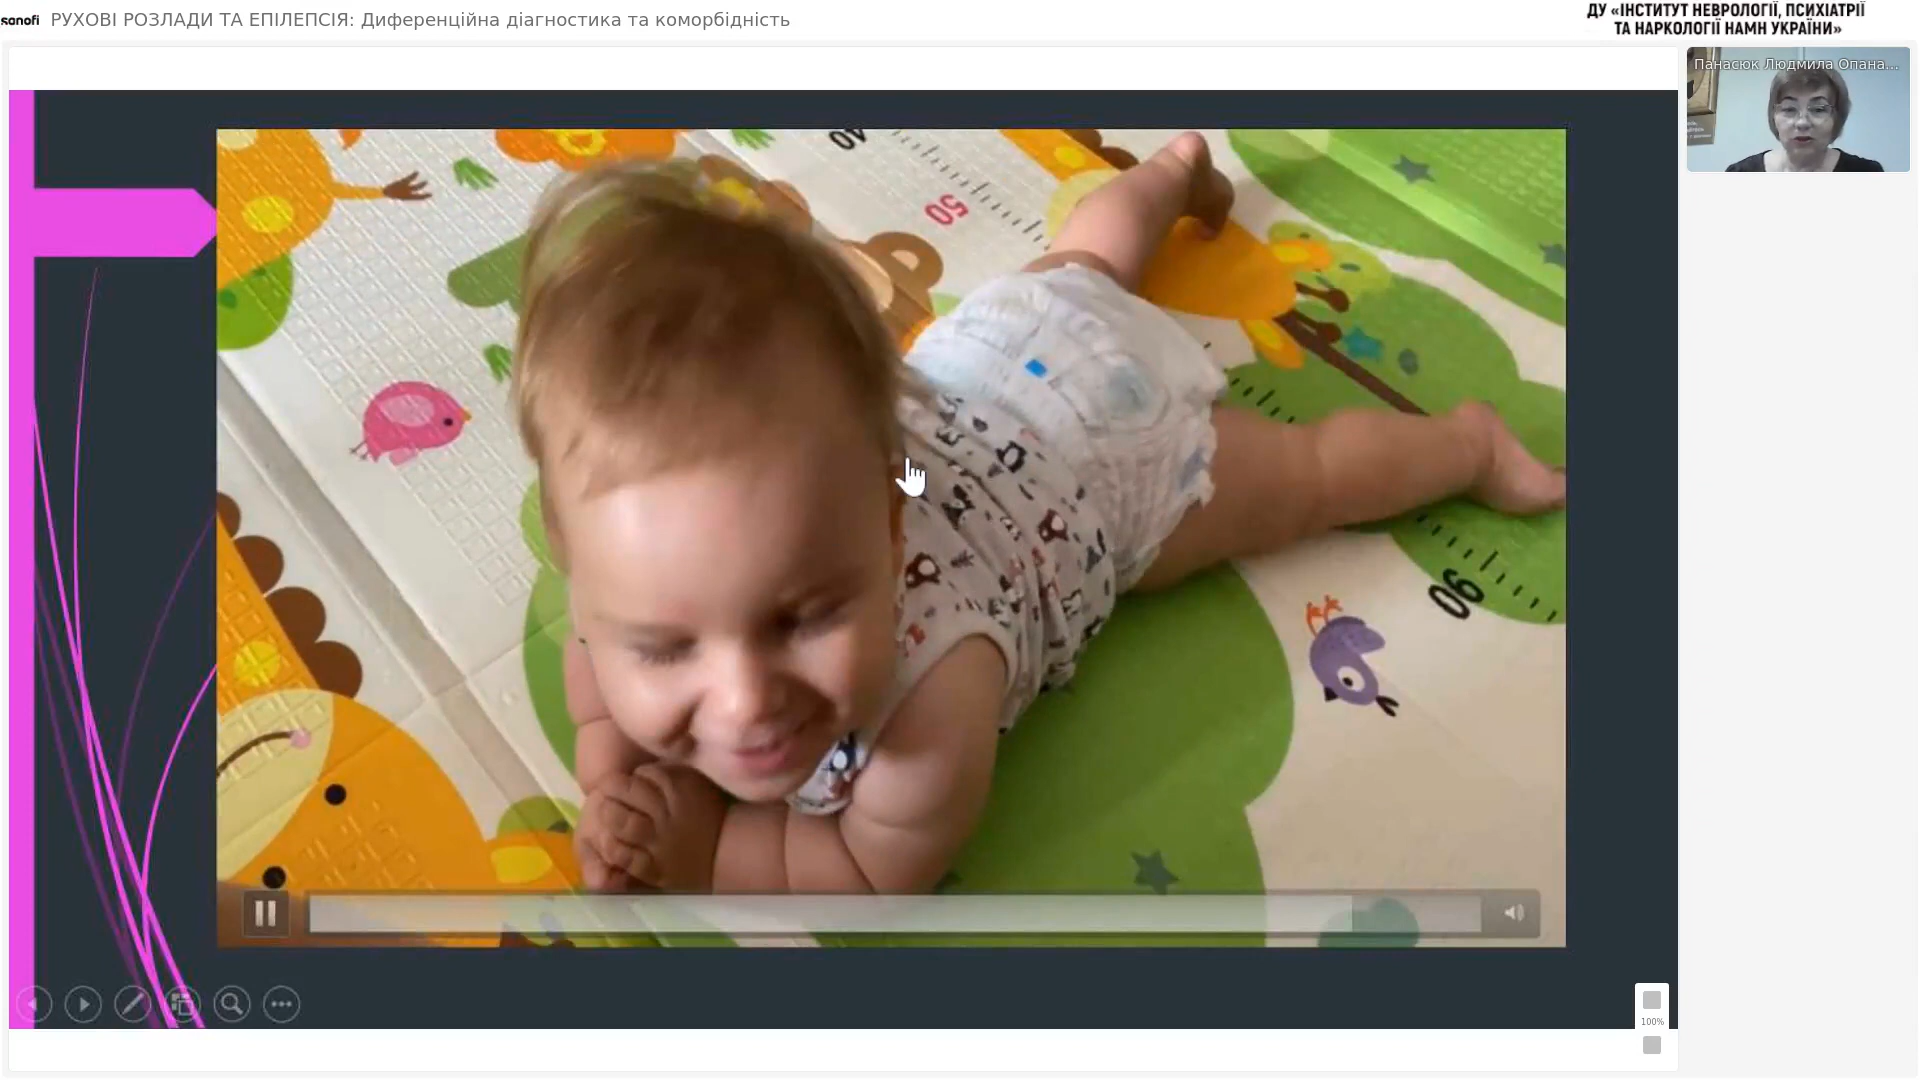 sanofi РУХОВІ РОЗЛАДИ ТА ЕПІЛЕПСІЯ: Диференційна діагностика та коморбідність
ДУ «ІНСТИТУТ НЕВРОЛОГІЇ, ПСИХІАТРІЇ
ТА НАРКОЛОГІЇ НАМН УКРАЇНИ»
Панасюк Людмила Опана...
40
50
90
100%